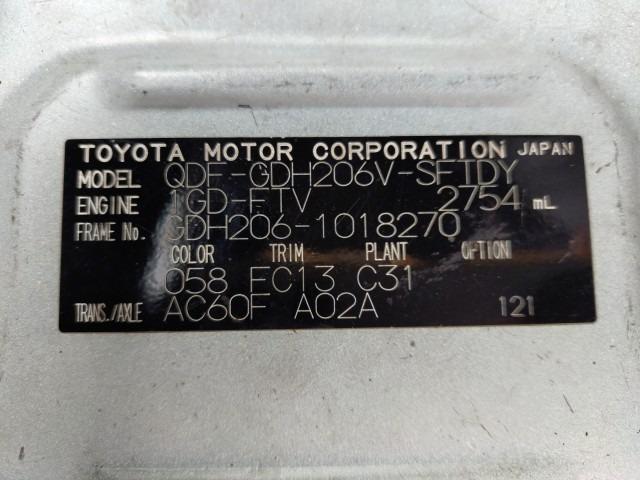 TOYOTA MOTOR CORPORATION JAPAN
MODEL QDF-GDH206V-SFTDY
ENGINE 1GD-FTV 2754 mL
FRAME No. GDH206-1018270
COLOR TRIM PLANT OPTION
058 FC13 C31
TRANS./AXLE AC60F A02A 121